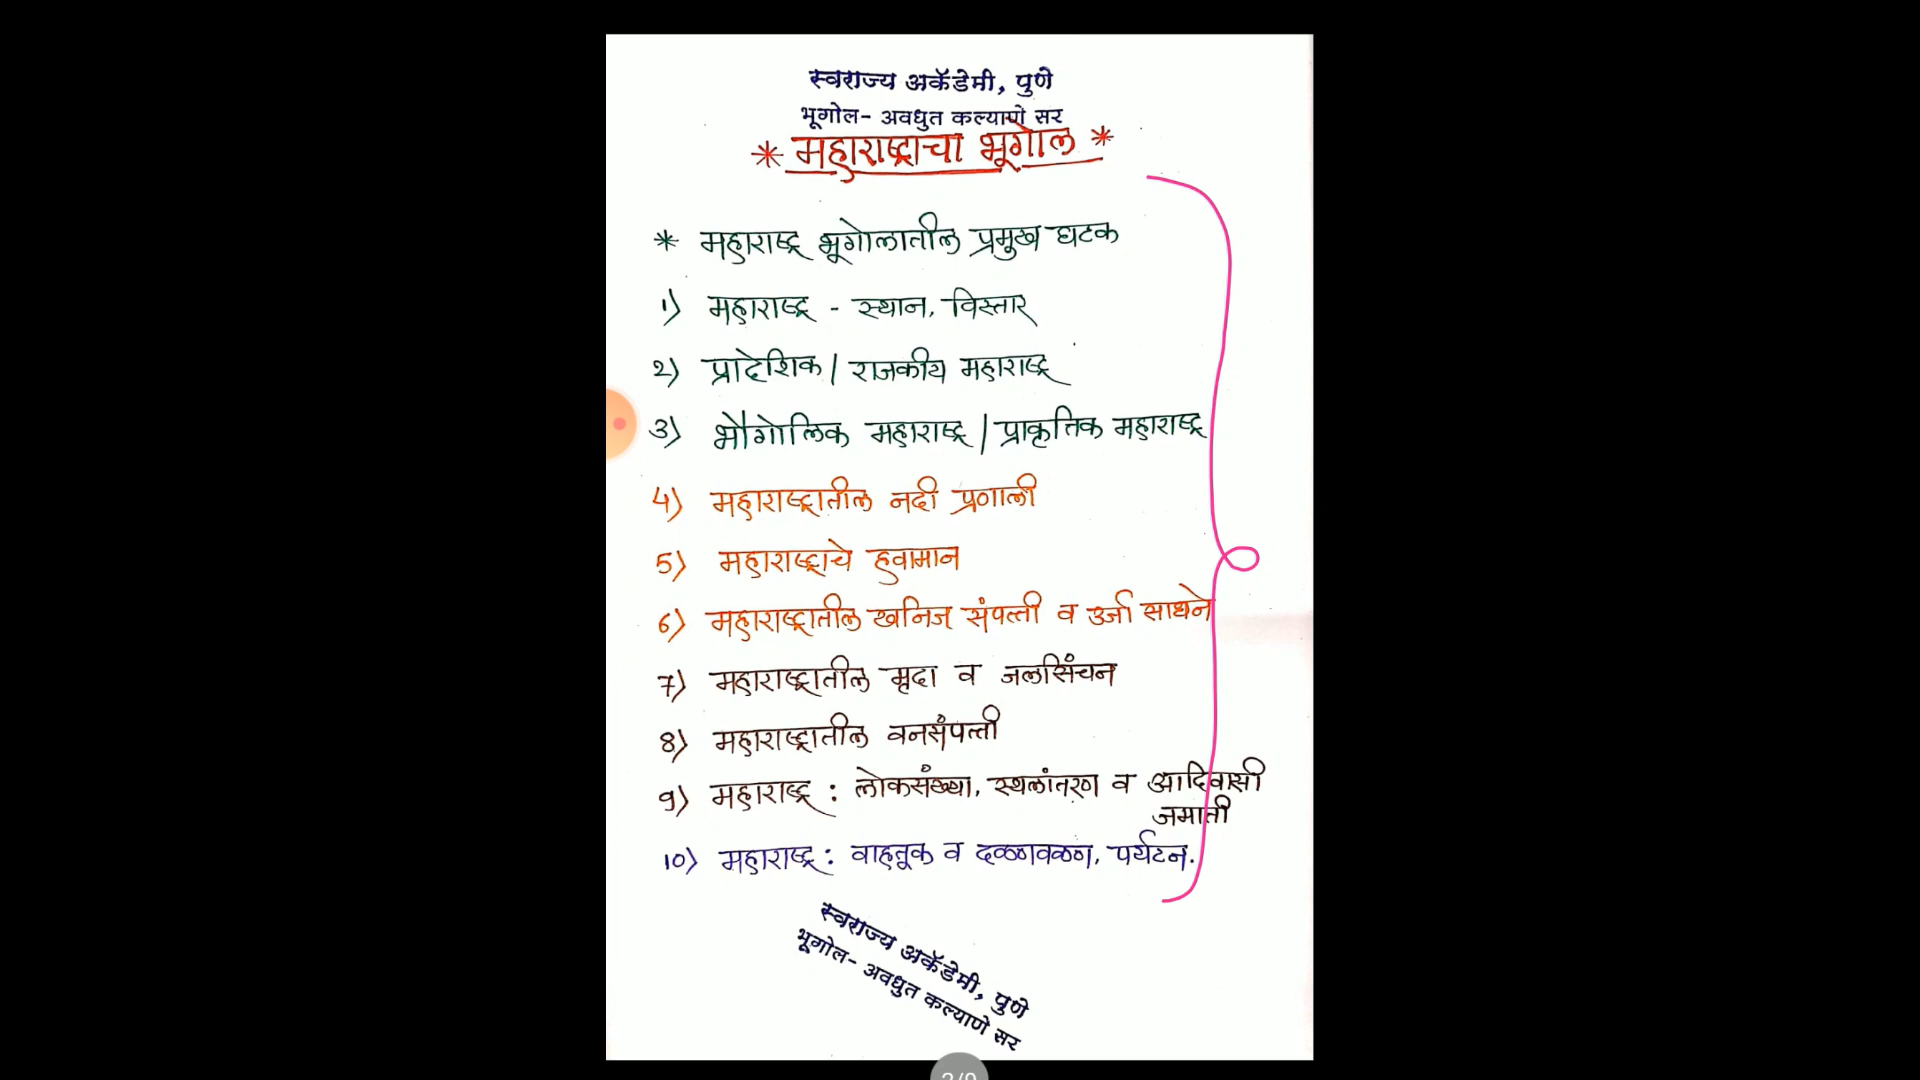 स्वराज्य अकॅडेमी, पुणे
भूगोल- अवधुत कल्याणे सर
* महाराष्ट्राचा भूगोल *
* महाराष्ट्र भूगोलातील प्रमुख घटक
1) महाराष्ट्र - स्थान, विस्तार
2) प्रादेशिक / राजकीय महाराष्ट्र
3) भौगोलिक महाराष्ट्र / प्राकृतिक महाराष्ट्र
4) महाराष्ट्रातील नदी प्रणाली
5) महाराष्ट्राचे हवामान
6) महाराष्ट्रातील खनिज संपत्ती व उर्जा साधने
7) महाराष्ट्रातील मृदा व जलसिंचन
8) महाराष्ट्रातील वनसंपत्ती
9) महाराष्ट्र : लोकसंख्या, स्थलांतरण व आदिवासी
जमाती
10) महाराष्ट्र : वाहतूक व दळणवळण, पर्यटन.
स्वराज्य अकॅडेमी, पुणे
भूगोल- अवधुत कल्याणे सर